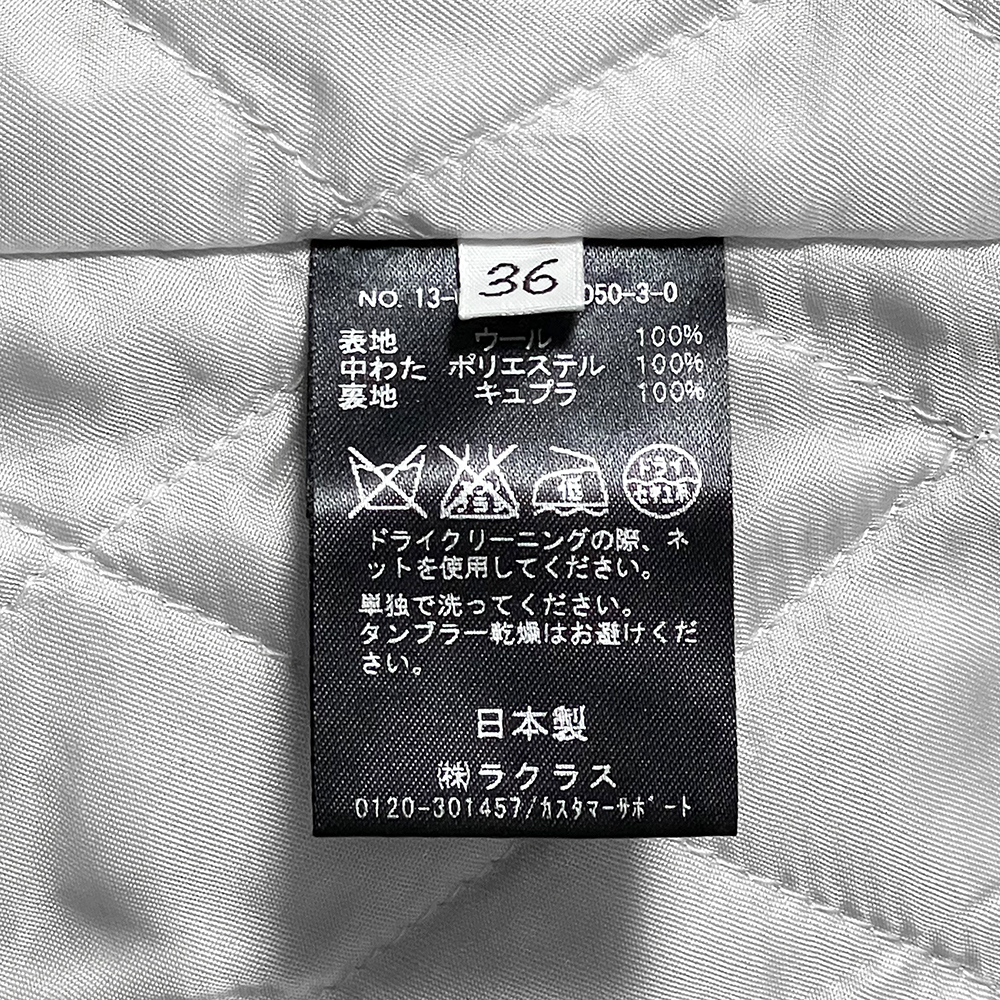 36
NO 13- 050-3-0
表地 ウール 100%
中わた ポリエステル 100%
裏地 キュプラ 100%
ドライ
ドライクリーニングの際、ネ
ットを使用してください。
単独で洗ってください。
タンブラー乾燥はお避けくだ
さい。
日本製
㈱ラクラス
0120-301457/カスタマーサポート